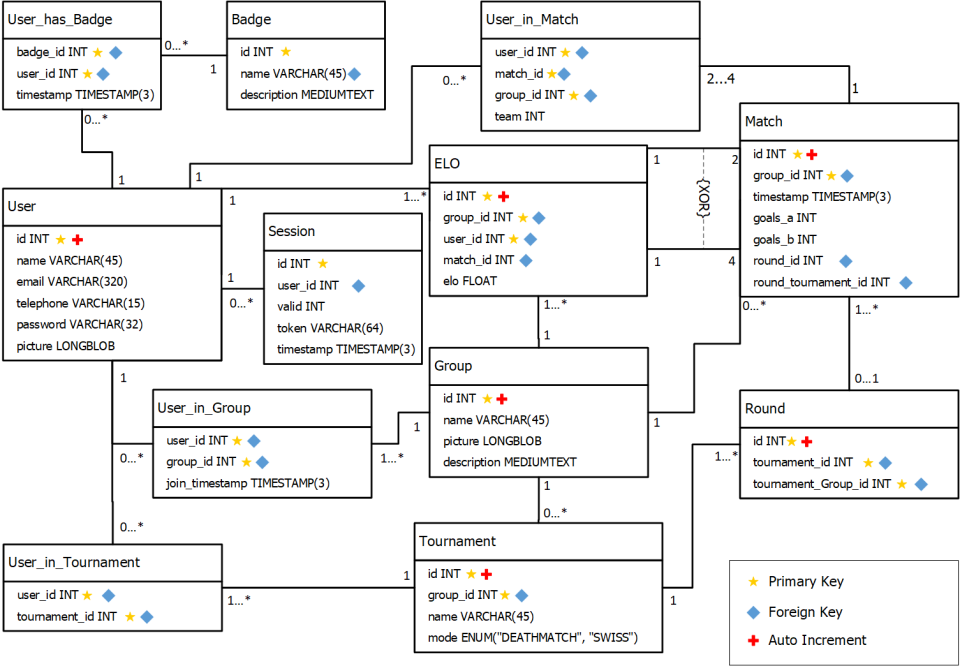 User_has_Badge
badge_id INT
user_id INT
timestamp TIMESTAMP(3)
0...*
1
Badge
id INT
name VARCHAR(45)
description MEDIUMTEXT
User_in_Match
user_id INT
match_id
group_id INT
team INT
0...*
2...4
1
Match
id INT
group_id INT
timestamp TIMESTAMP(3)
goals_a INT
goals_b INT
round_id INT
round_tournament_id INT
0...*
1
1
User
id INT
name VARCHAR(45)
email VARCHAR(320)
telephone VARCHAR(15)
password VARCHAR(32)
picture LONGBLOB
1
1...*
ELO
id INT
group_id INT
user_id INT
match_id INT
elo FLOAT
1
2
{XOR}
1
4
Session
id INT
user_id INT
valid INT
token VARCHAR(64)
timestamp TIMESTAMP(3)
1
0...*
1...*
1
0...*
1...*
Group
id INT
name VARCHAR(45)
picture LONGBLOB
description MEDIUMTEXT
1
0...1
Round
id INT
tournament_id INT
tournament_Group_id INT
1...*
1
User_in_Group
user_id INT
group_id INT
join_timestamp TIMESTAMP(3)
0...*
1
1...*
1
0...*
0...*
User_in_Tournament
user_id INT
tournament_id INT
1...*
1
Tournament
id INT
group_id INT
name VARCHAR(45)
mode ENUM("DEATHMATCH", "SWISS")
1
Primary Key
Foreign Key
Auto Increment